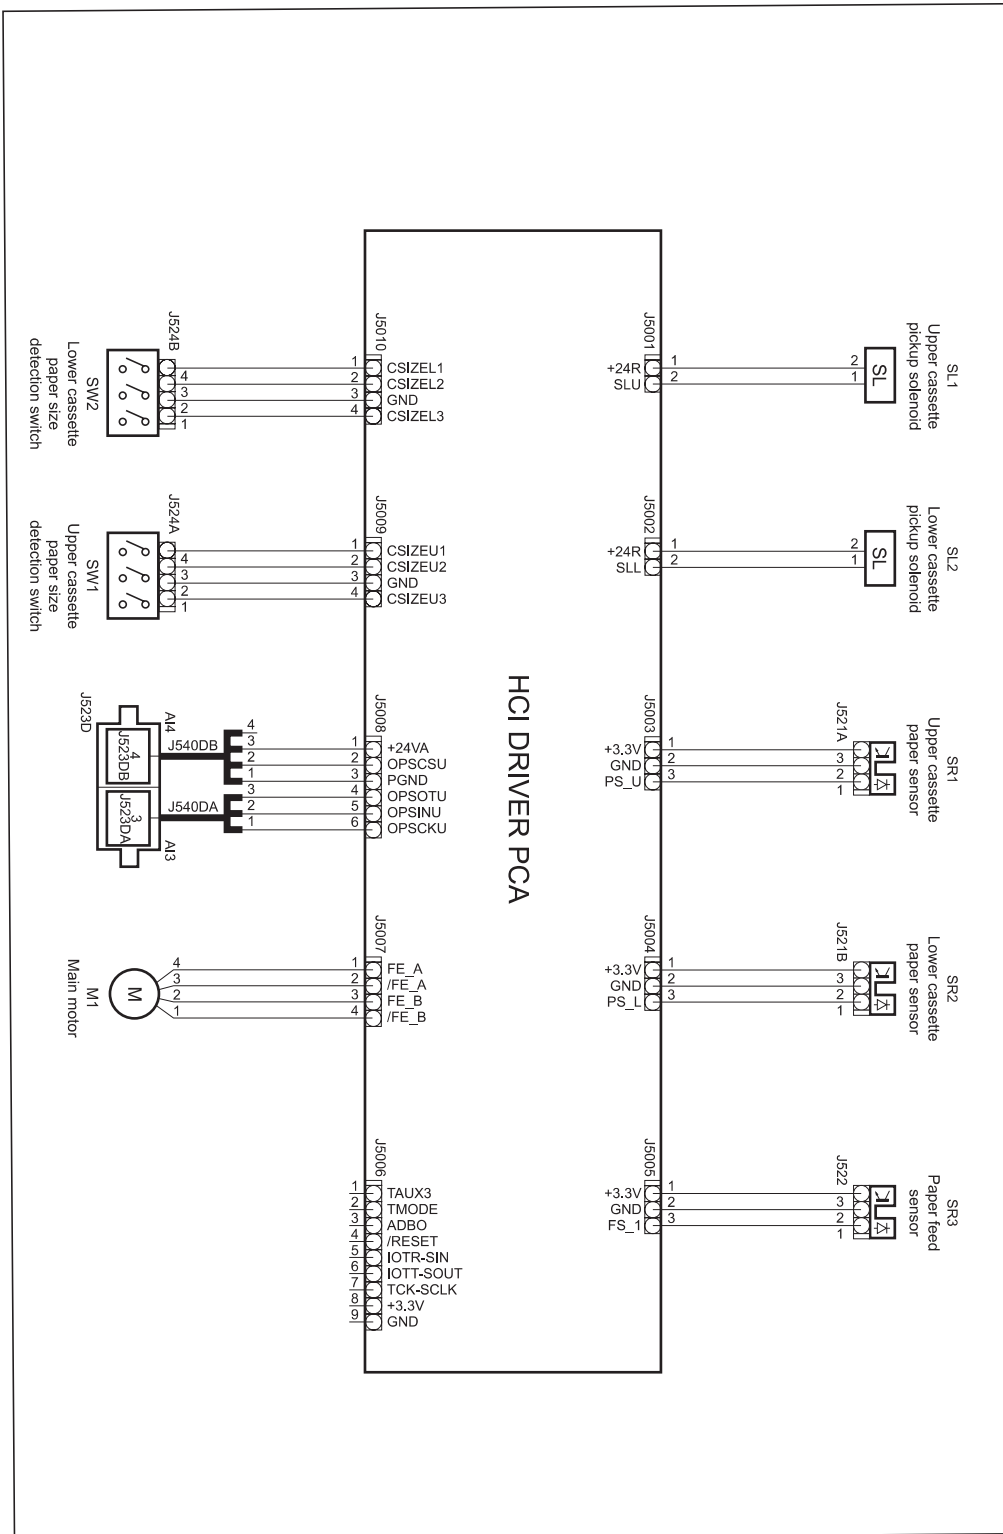 HCI DRIVER PCA
J5010
1 CSIZEL1
2 CSIZEL2
3 GND
4 CSIZEL3
J524B
4
3
2
1
SW2
Lower cassette
paper size
detection switch
J5009
1 CSIZEU1
2 CSIZEU2
3 GND
4 CSIZEU3
J524A
4
3
2
1
SW1
Upper cassette
paper size
detection switch
J5008
1 +24VA
2 OPSCSU
3 PGND
4 OPSOTU
5 OPSINU
6 OPSCKU
4
3
2
1
J540DB
3
2
1
J540DA
AI4
4
J523DB
3
J523DA
AI3
J523D
J5007
1 FE_A
2 /FE_A
3 FE_B
4 /FE_B
4
3
2
1
M
M1
Main motor
J5006
1 TAUX3
2 TMODE
3 ADBO
4 /RESET
5 IOTR-SIN
6 IOTT-SOUT
7 TCK-SCLK
8 +3.3V
9 GND
J5001
+24R 1
SLU 2
2
1
SL
SL1
Upper cassette
pickup solenoid
J5002
+24R 1
SLL 2
2
1
SL
SL2
Lower cassette
pickup solenoid
J5003
+3.3V 1
GND 2
PS_U 3
J521A
3
2
1
SR1
Upper cassette
paper sensor
J5004
+3.3V 1
GND 2
PS_L 3
J521B
3
2
1
SR2
Lower cassette
paper sensor
J5005
+3.3V 1
GND 2
FS_1 3
J522
3
2
1
SR3
Paper feed
sensor